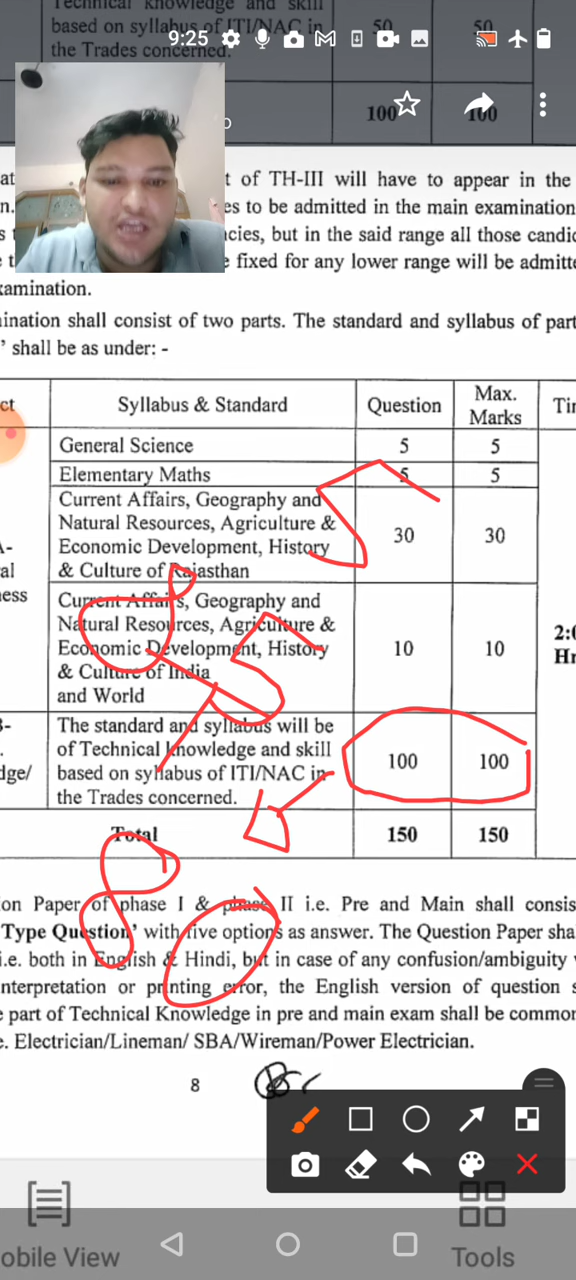 Technical knowledge and skill
based on syllabus of ITI/NAC in
the Trades concerned.
50
50
9:25
100
100
t of TH-III will have to appear in the
es to be admitted in the main examination
cies, but in the said range all those candid
e fixed for any lower range will be admitte
xamination.
ination shall consist of two parts. The standard and syllabus of part
' shall be as under: -
ct Syllabus & Standard Question Max. Marks Tim
General Science 5 5
Elementary Maths 5 5
Current Affairs, Geography and
Natural Resources, Agriculture &
Economic Development, History
& Culture of Rajasthan
30 30
A-
al
ness
Current Affairs, Geography and
Natural Resources, Agriculture &
Economic Development, History
& Culture of India
and World
10 10
2:0
Hr
B-
dge/
The standard and syllabus will be
of Technical knowledge and skill
based on syllabus of ITI/NAC in
the Trades concerned.
100 100
Total 150 150
ion Paper of phase I & phase II i.e. Pre and Main shall consis
Type Question' with five options as answer. The Question Paper sha
i.e. both in English & Hindi, but in case of any confusion/ambiguity
nterpretation or printing error, the English version of question s
e part of Technical Knowledge in pre and main exam shall be common
e. Electrician/Lineman/ SBA/Wireman/Power Electrician.
8
obile View
Tools